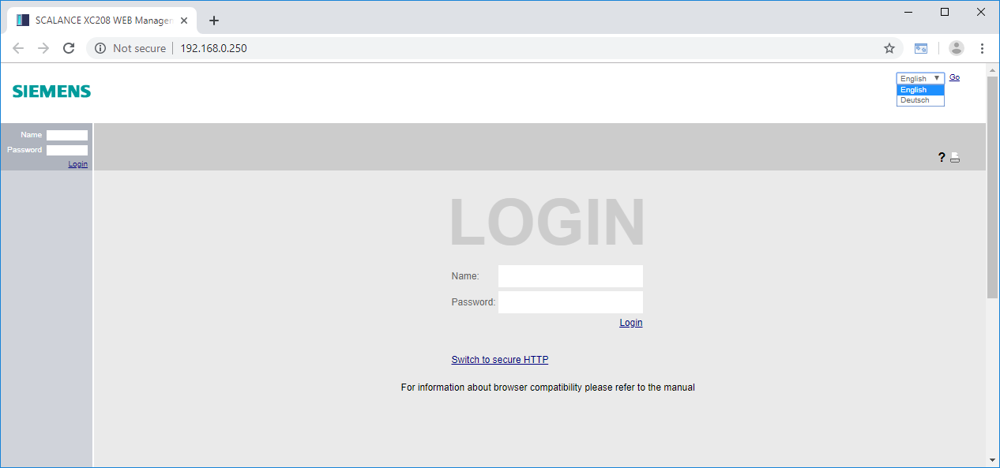 SCALANCE XC208 WEB Managem
Not secure
192.168.0.250
SIEMENS
English
Go
English
Deutsch
Name
Password
Login
?
LOGIN
Name:
Password:
Login
Switch to secure HTTP
For information about browser compatibility please refer to the manual